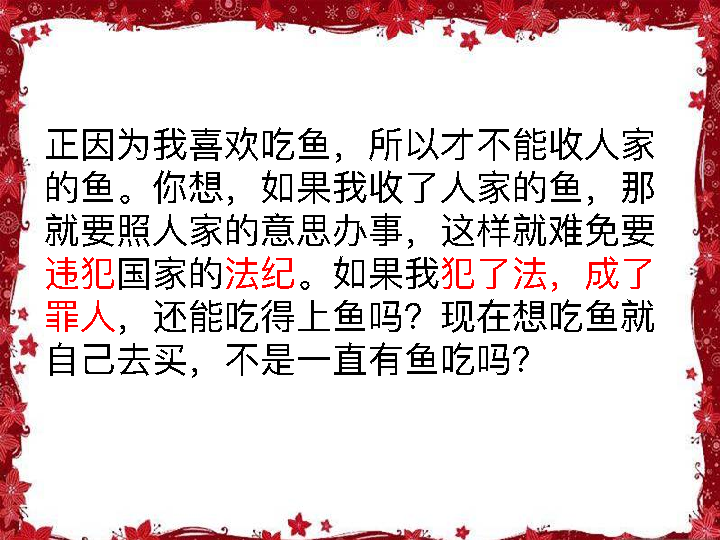 正因为我喜欢吃鱼，所以才不能收人家
的鱼。你想，如果我收了人家的鱼，那
就要照人家的意思办事，这样就难免要
违犯国家的法纪。如果我犯了法，成了
罪人，还能吃得上鱼吗？现在想吃鱼就
自己去买，不是一直有鱼吃吗？